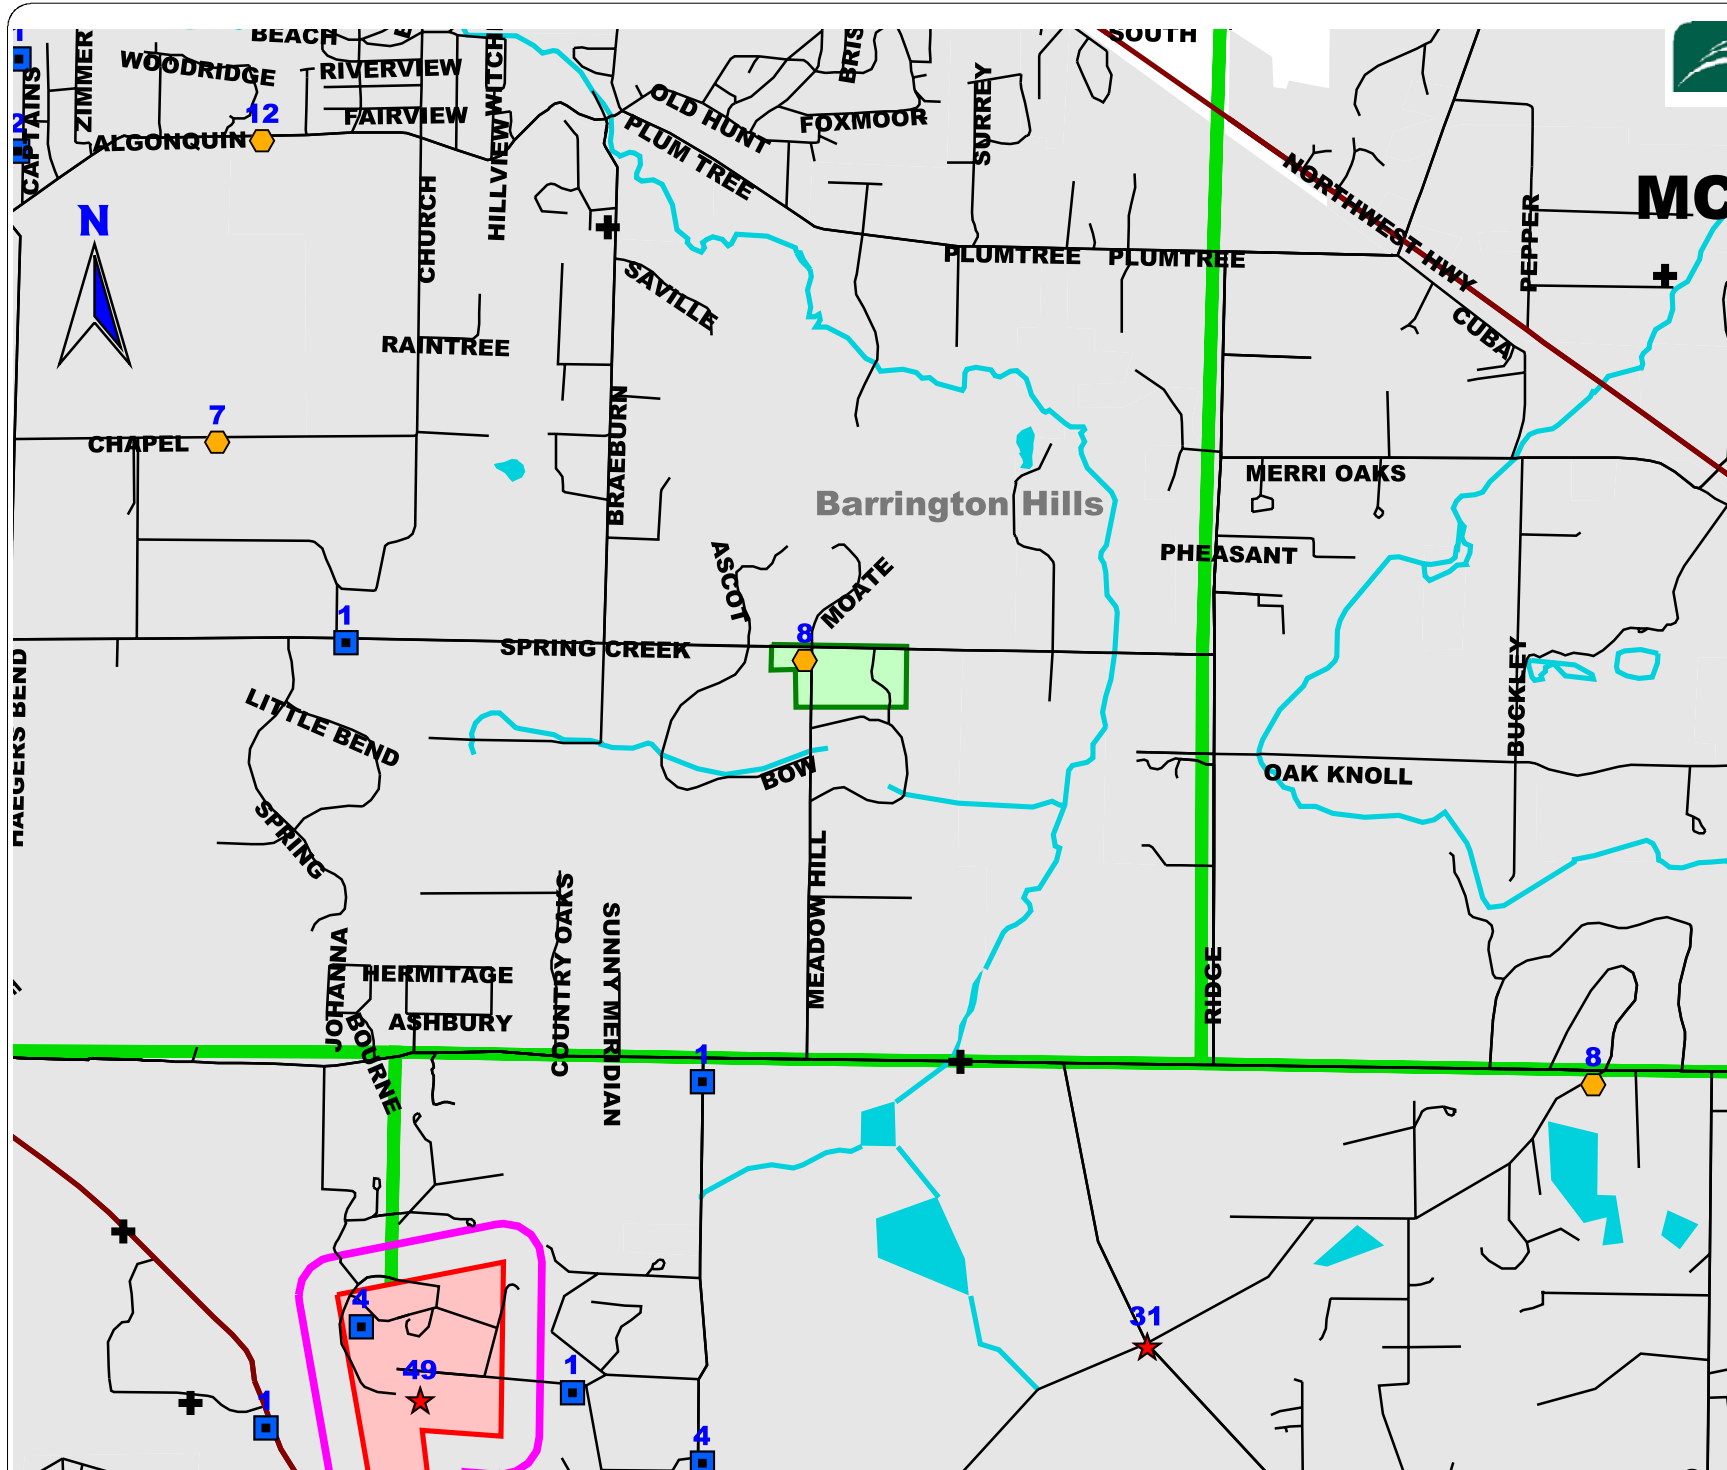 BEACH
SOUTH
1
ZIMMER
WOODRIDGE
RIVERVIEW
WITCH
BRIS
CAPTAINS
12
FAIRVIEW
OLD HUNT
FOXMOOR
SURREY
2
ALGONQUIN
PLUM TREE
HILLVIEW
NORTHWEST HWY
MC
N
CHURCH
PEPPER
PLUMTREE
PLUMTREE
SAVILLE
CUBA
RAINTREE
7
CHAPEL
BRAEBURN
MERRI OAKS
Barrington Hills
PHEASANT
ASCOT
MOATE
1
8
SPRING CREEK
HAEGERS BEND
LITTLE BEND
BUCKLEY
BOW
OAK KNOLL
SPRING
MEADOW HILL
COUNTRY OAKS
SUNNY MERIDIAN
JOHANNA
HERMITAGE
RIDGE
ASHBURY
BOURNE
1
8
4
31
49
1
1
4